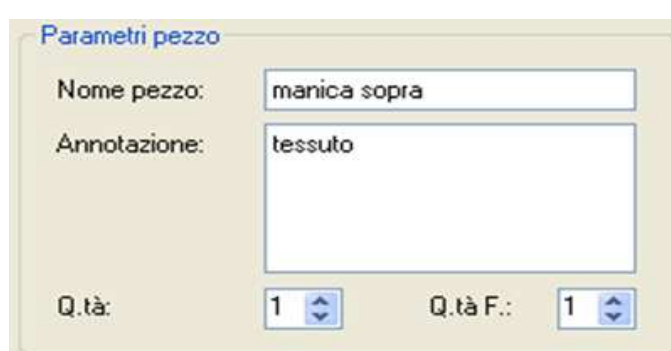 Parametri pezzo
Nome pezzo: manica sopra
Annotazione: tessuto
Q.tà: 1 Q.tà F.: 1